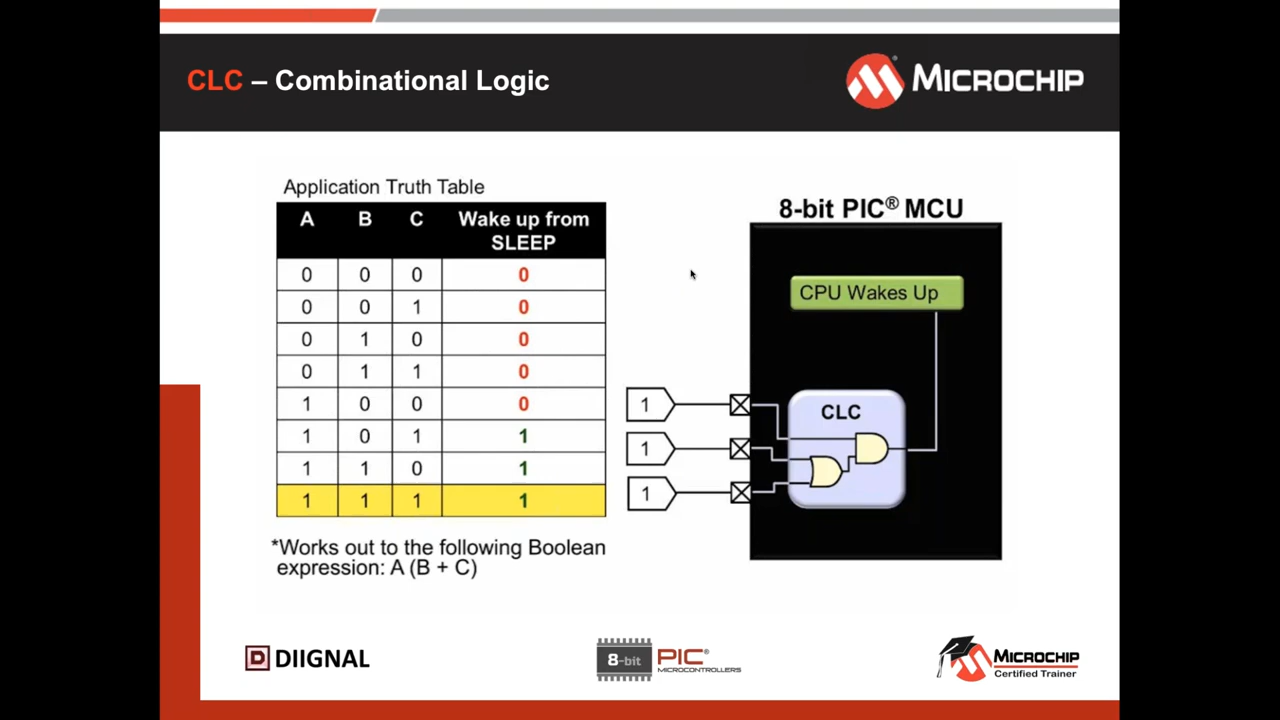 CLC – Combinational Logic
MICROCHIP
Application Truth Table
A B C Wake up from
SLEEP
0 0 0 0
0 0 1 0
0 1 0 0
0 1 1 0
1 0 0 0
1 0 1 1
1 1 0 1
1 1 1 1
*Works out to the following Boolean
expression: A (B + C)
8-bit PIC® MCU
CPU Wakes Up
CLC
1
1
1
D DIIGNAL
8-bit PIC®
MICROCONTROLLERS
MICROCHIP
Certified Trainer